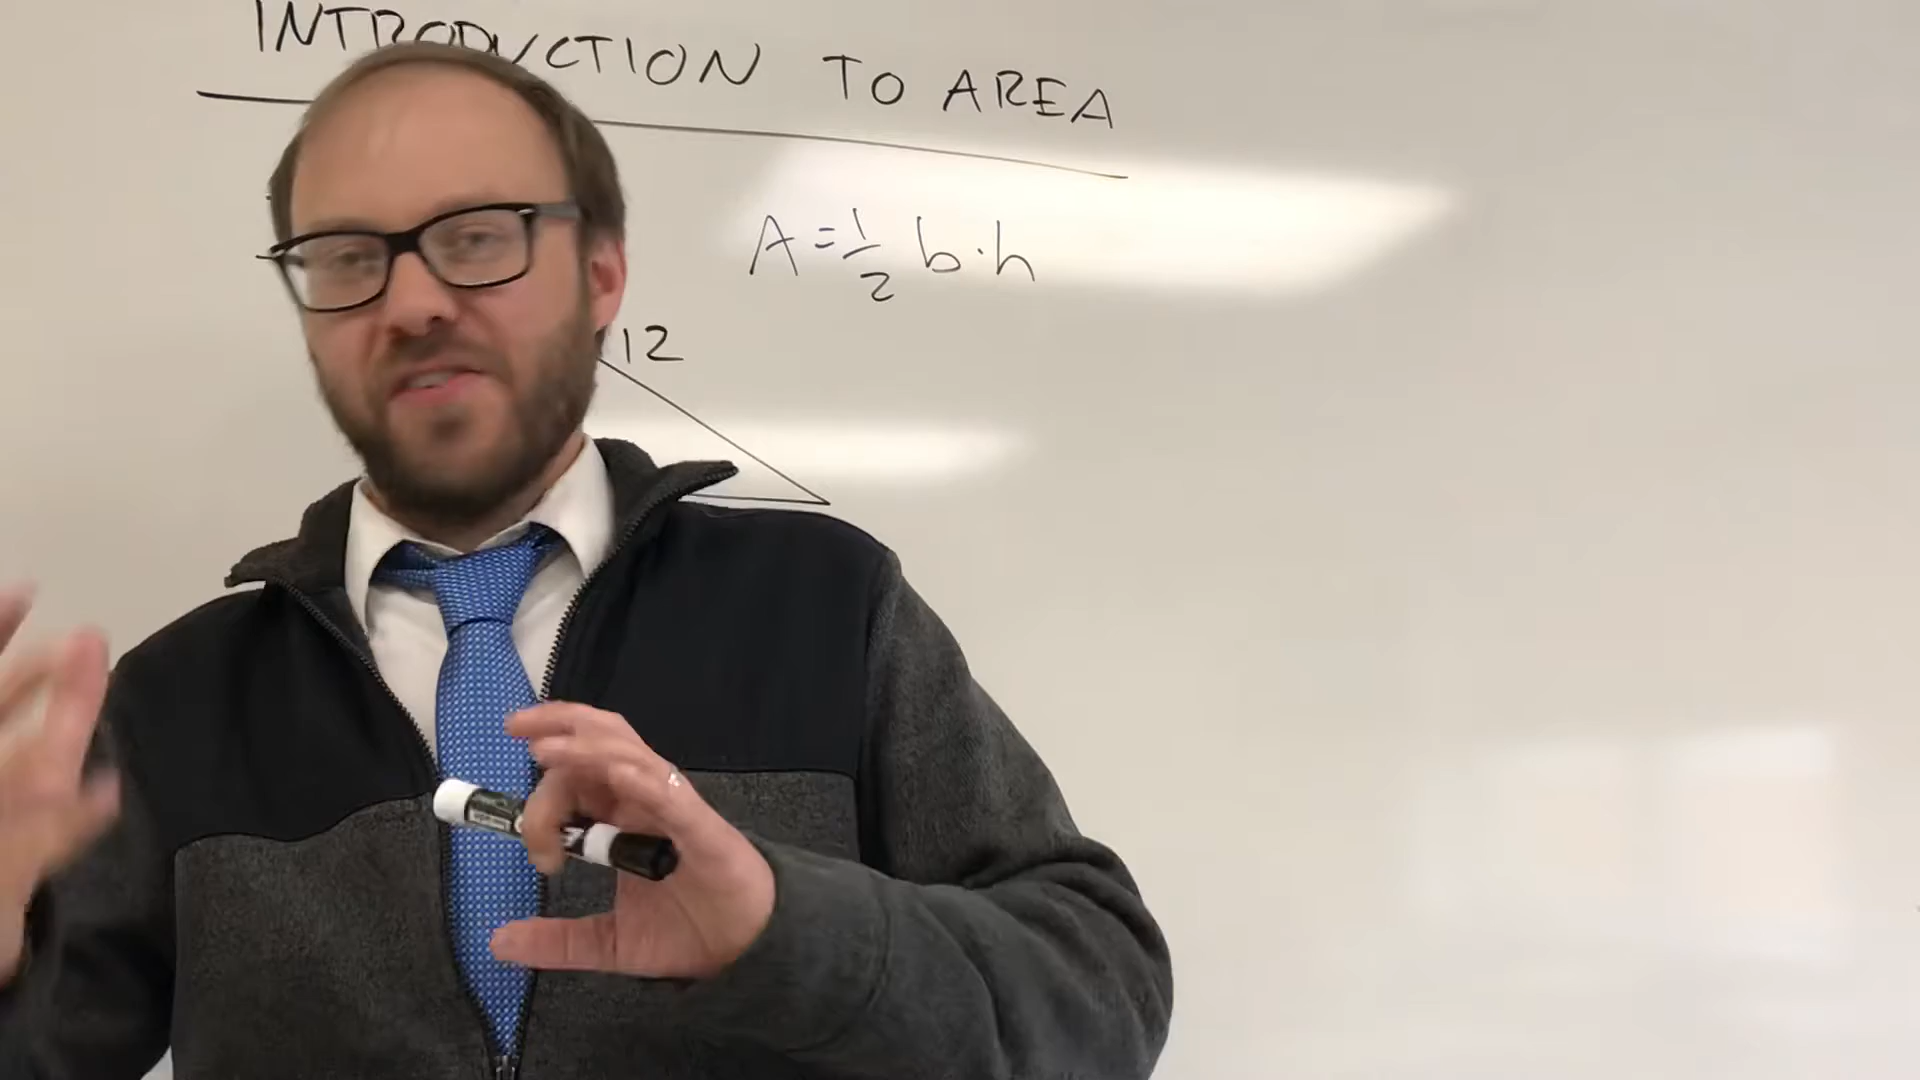 INTRODUCTION TO AREA
A = 1/2 b·h
12